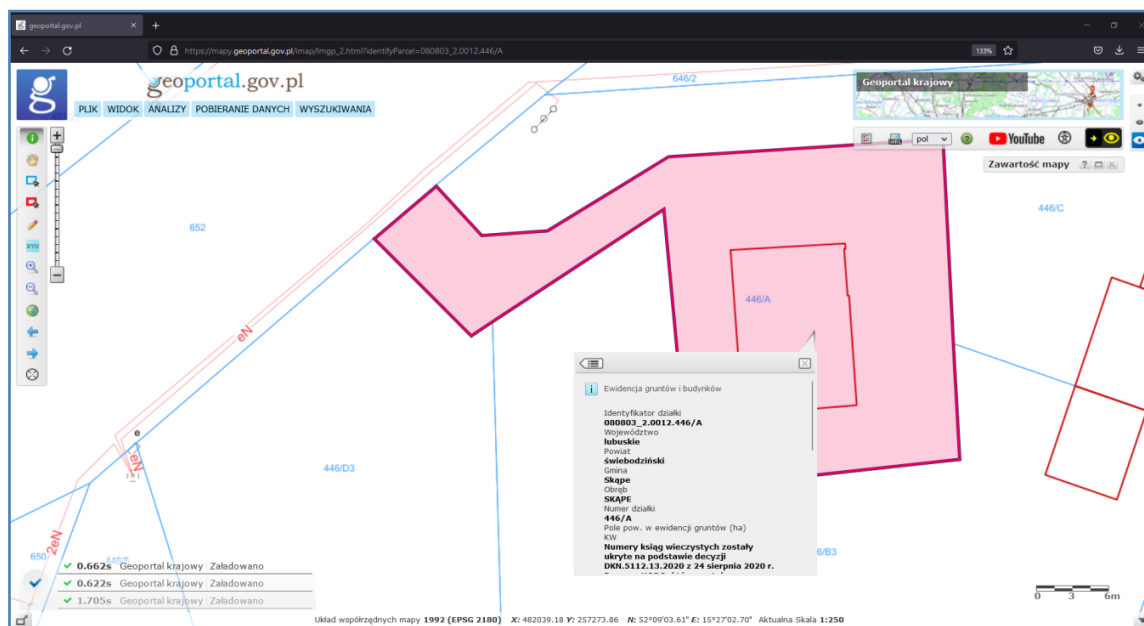 geoportal.gov.pl
https://mapy.geoportal.gov.pl/imap/Imgp_2.html?identifyParcel=080803_2.0012.446/A
133%
geoportal.gov.pl
PLIK WIDOK ANALIZY POBIERANIE DANYCH WYSZUKIWANIA
Geoportal krajowy
pol
YouTube
Zawartość mapy
646/2
446/C
652
446/A
eN
e
eN
446/D3
2eN
650
Ewidencja gruntów i budynków
Identyfikator działki
080803_2.0012.446/A
Województwo
lubuskie
Powiat
świebodziński
Gmina
Skąpe
Obręb
SKĄPE
Numer działki
446/A
Pole pow. w ewidencji gruntów (ha)
KW
Numery ksiąg wieczystych zostały
ukryte na podstawie decyzji
DKN.5112.13.2020 z 24 sierpnia 2020 r.
6/B3
0.662s Geoportal krajowy Załadowano
0.622s Geoportal krajowy Załadowano
1.705s Geoportal krajowy Załadowano
0 3 6m
Układ współrzędnych mapy 1992 (EPSG 2180) X: 482039.18 Y: 257273.86 N: 52°09'03.61" E: 15°27'02.70" Aktualna Skala 1:250